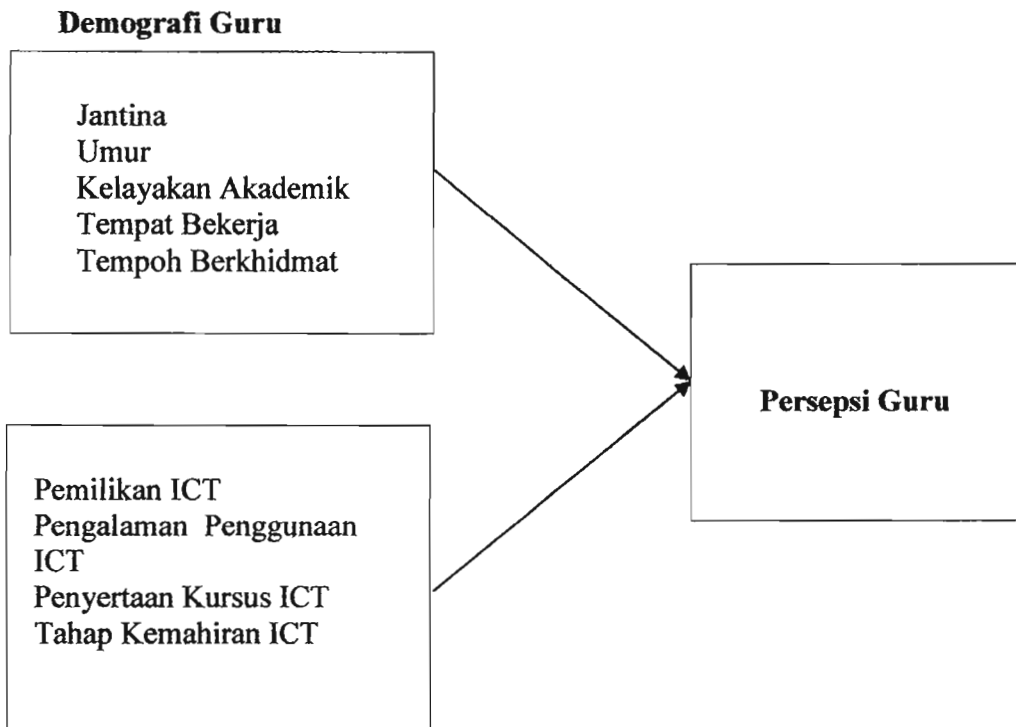 Demografi Guru
Jantina
Umur
Kelayakan Akademik
Tempat Bekerja
Tempoh Berkhidmat
Persepsi Guru
Pemilikan ICT
Pengalaman Penggunaan
ICT
Penyertaan Kursus ICT
Tahap Kemahiran ICT